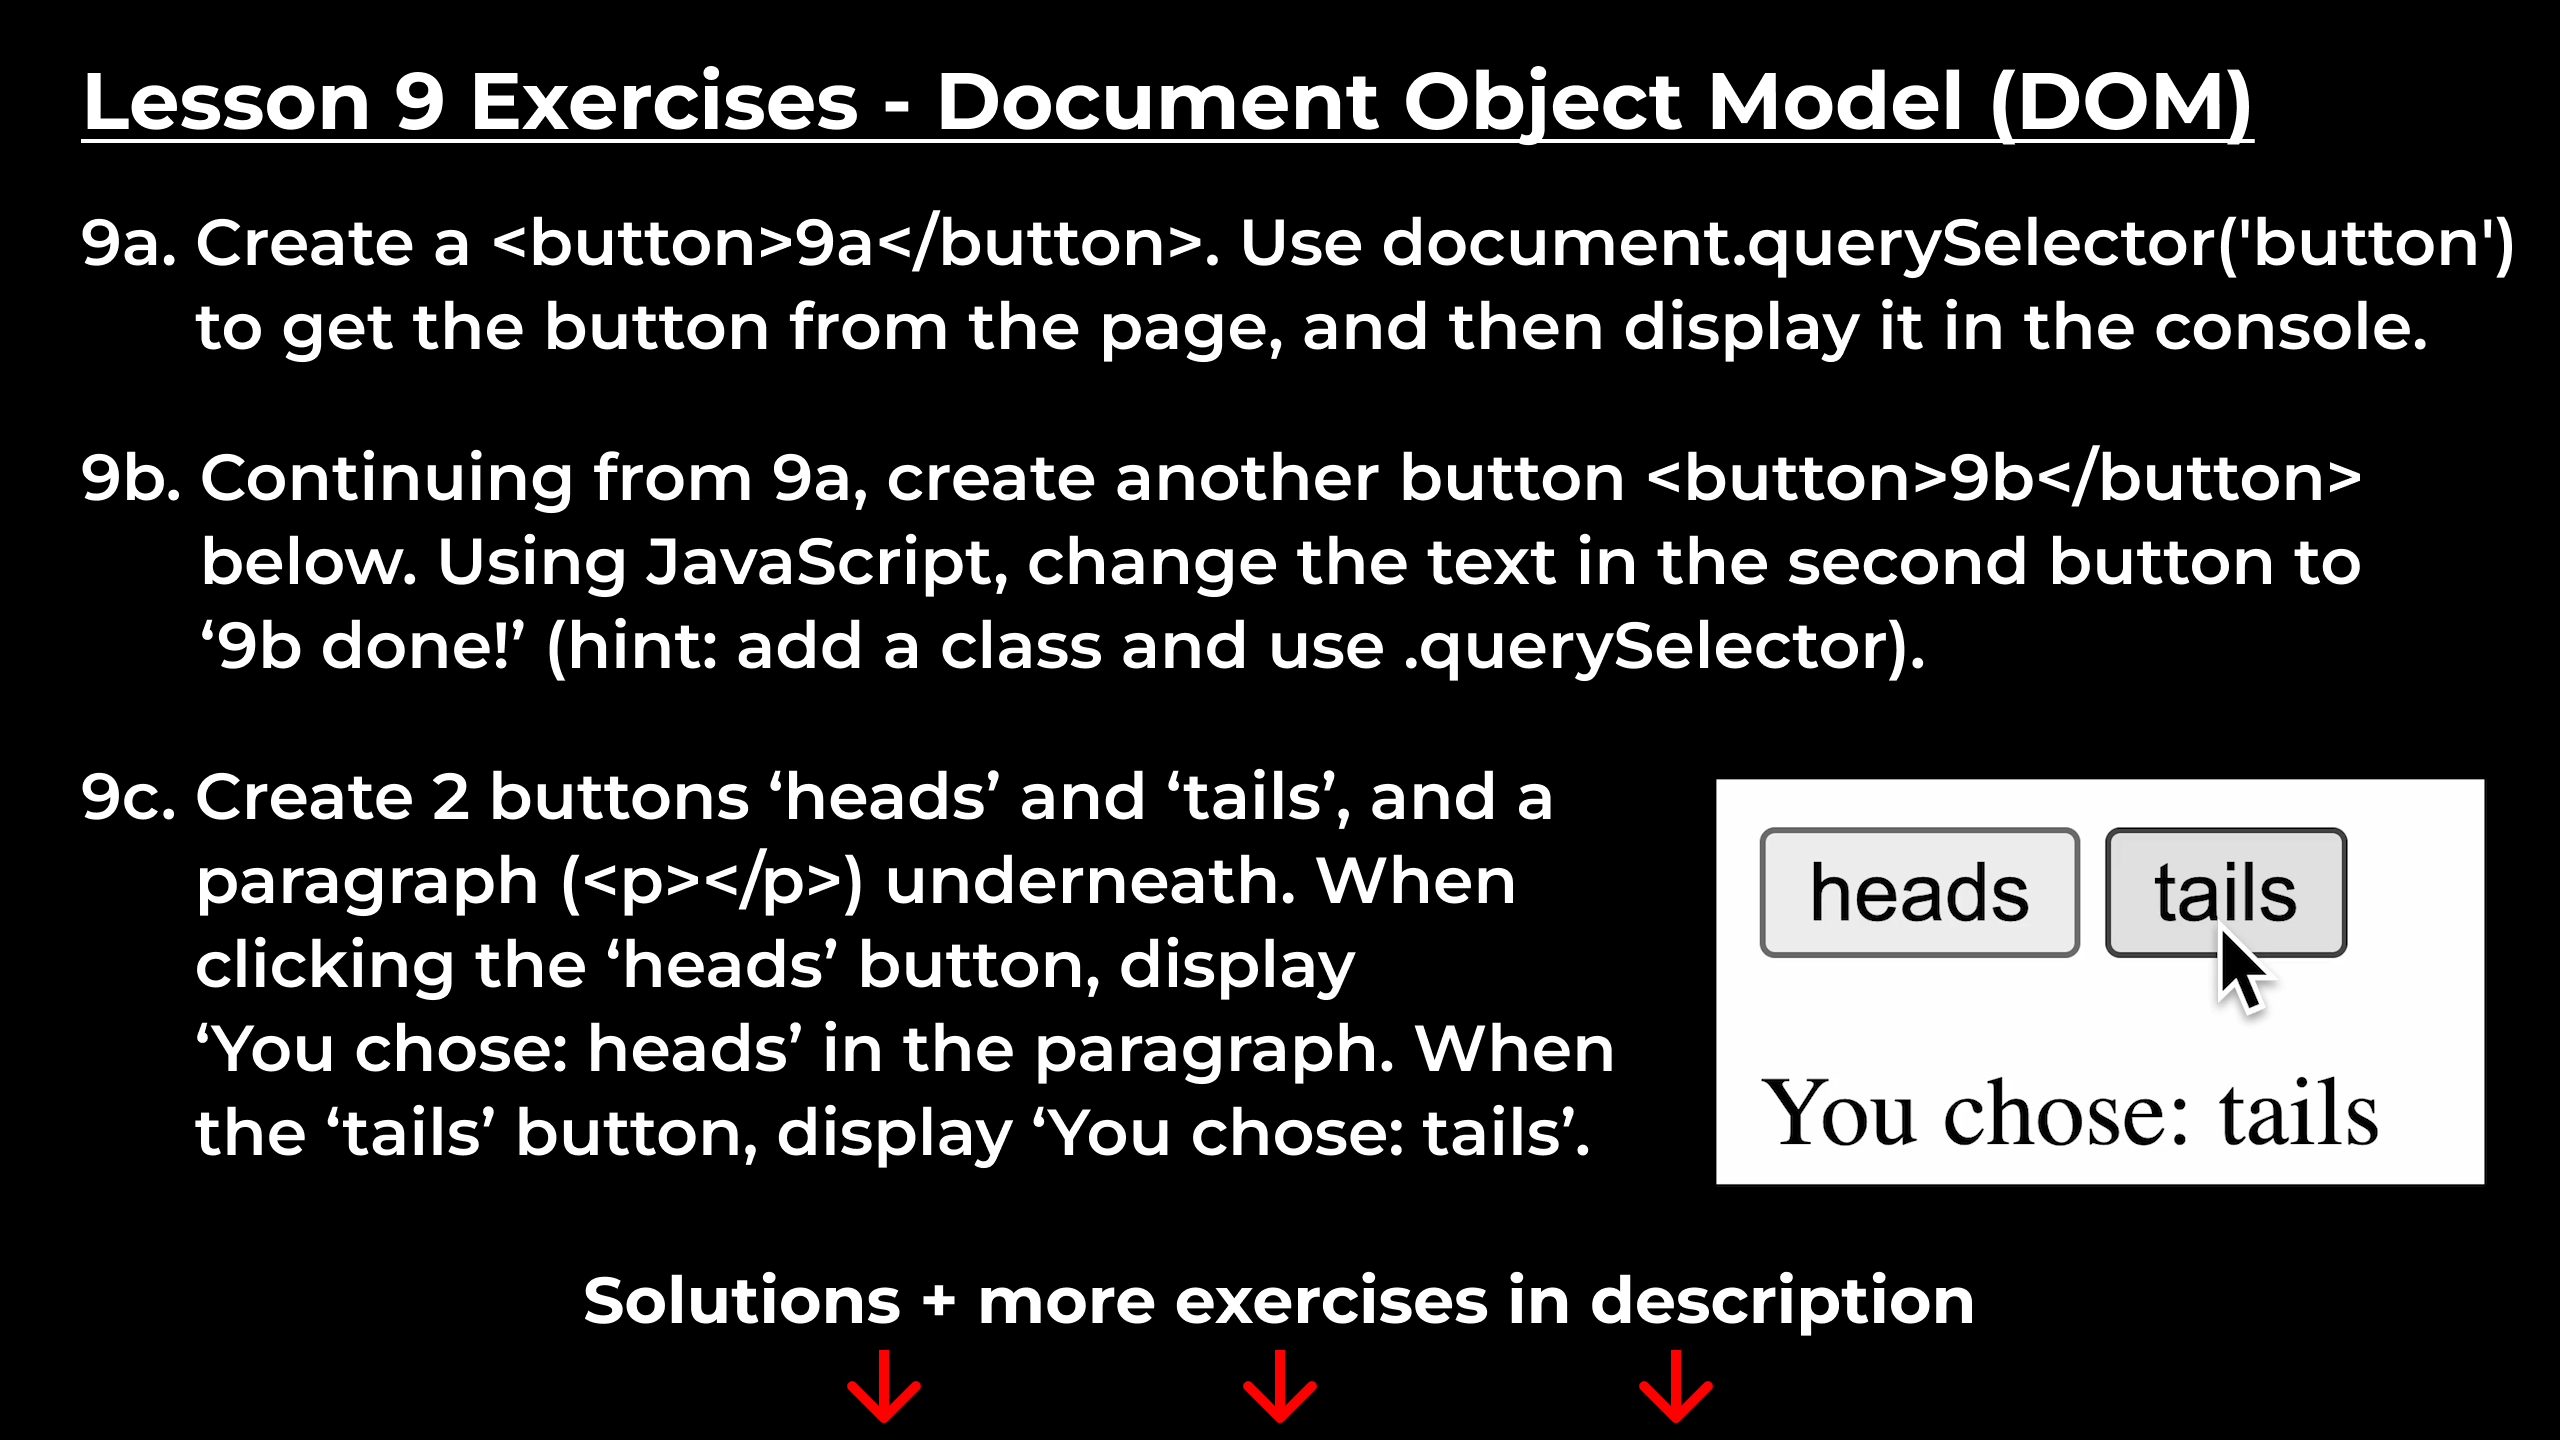 Lesson 9 Exercises - Document Object Model (DOM)
9a. Create a <button>9a</button>. Use document.querySelector('button')
to get the button from the page, and then display it in the console.
9b. Continuing from 9a, create another button <button>9b</button>
below. Using JavaScript, change the text in the second button to
‘9b done!’ (hint: add a class and use .querySelector).
9c. Create 2 buttons ‘heads’ and ‘tails’, and a
paragraph (<p></p>) underneath. When
clicking the ‘heads’ button, display
‘You chose: heads’ in the paragraph. When
the ‘tails’ button, display ‘You chose: tails’.
heads tails
You chose: tails
Solutions + more exercises in description